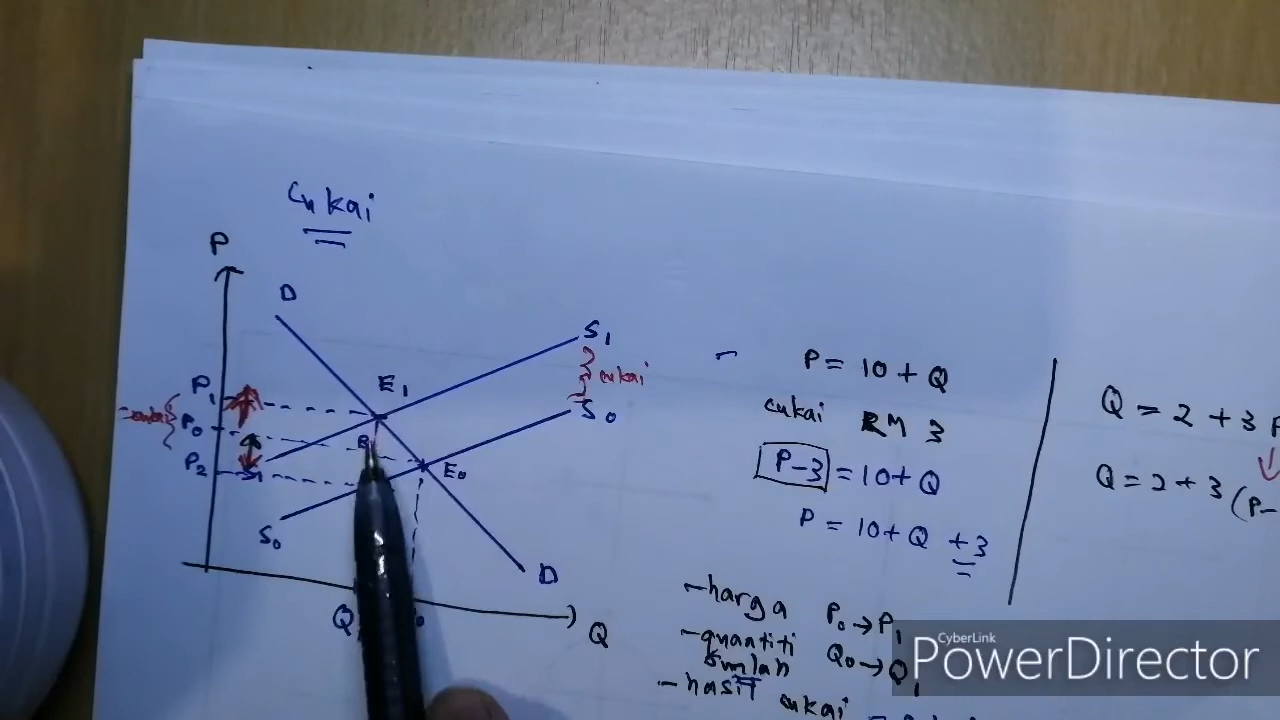 cukai
P
D
S1
cukai
E1
P1
cukai
P0
S0
P2
S1
E0
S0
D
Q
P = 10 + Q
cukai RM 3
P-3 = 10 + Q
P = 10 + Q + 3
Q = 2 + 3
Q = 2 + 3 (P-
-harga P0 → P1
-quantiti Q0 → Q1
-hasil cukai =
CyberLink
PowerDirector